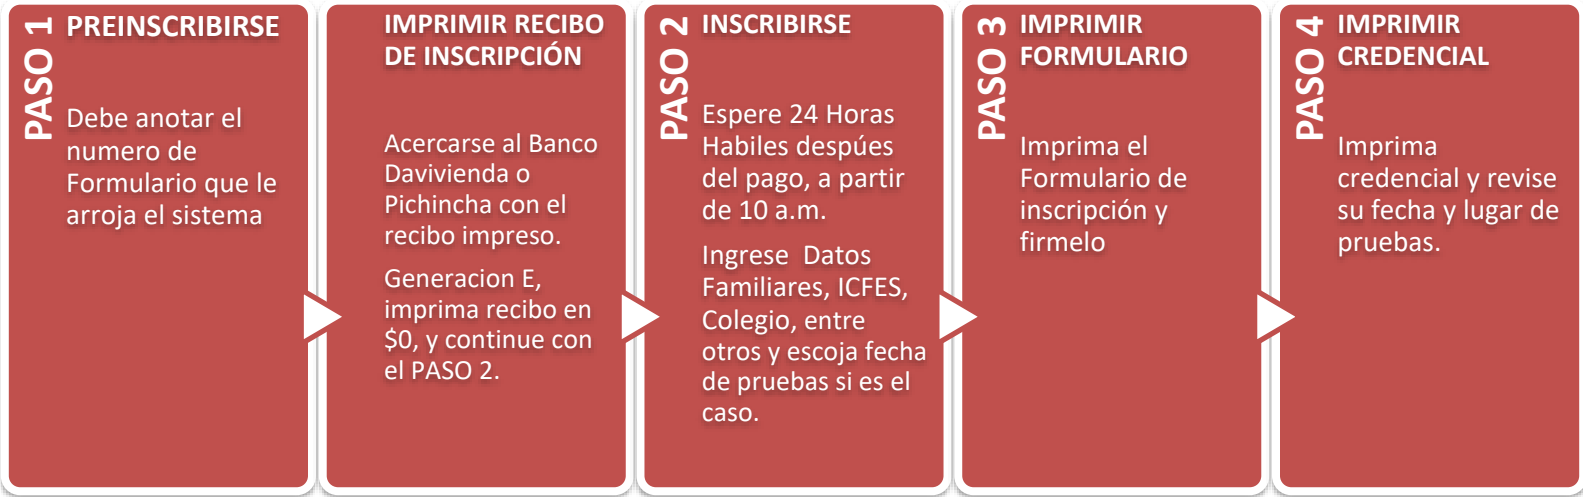 PASO 1
PREINSCRIBIRSE
Debe anotar el
numero de
Formulario que le
arroja el sistema
IMPRIMIR RECIBO
DE INSCRIPCIÓN
Acercarse al Banco
Davivienda o
Pichincha con el
recibo impreso.
Generacion E,
imprima recibo en
$0, y continue con
el PASO 2.
PASO 2
INSCRIBIRSE
Espere 24 Horas
Habiles despúes
del pago, a partir
de 10 a.m.
Ingrese Datos
Familiares, ICFES,
Colegio, entre
otros y escoja fecha
de pruebas si es el
caso.
PASO 3
IMPRIMIR
FORMULARIO
Imprima el
Formulario de
inscripción y
firmelo
PASO 4
IMPRIMIR
CREDENCIAL
Imprima
credencial y revise
su fecha y lugar de
pruebas.